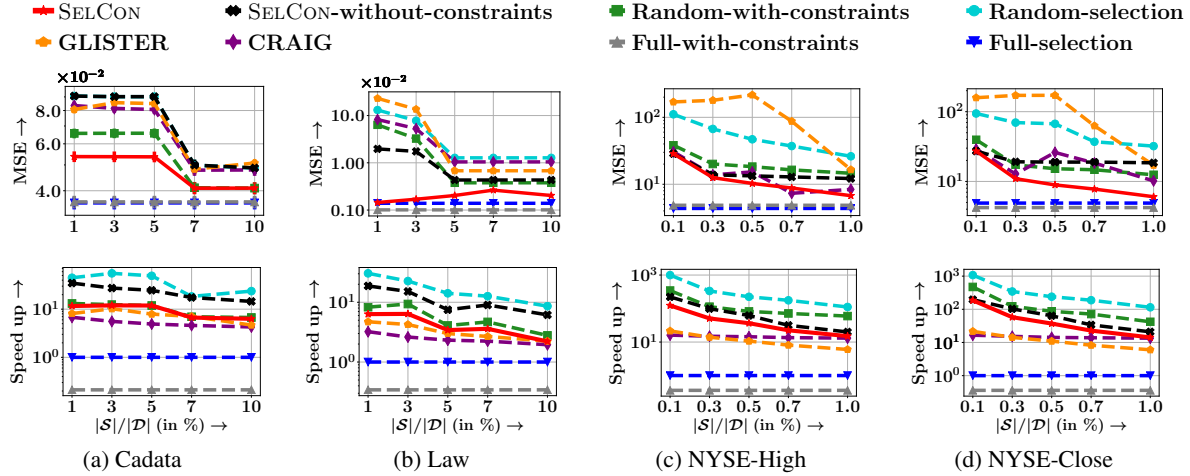 SELCON SELCON-without-constraints Random-with-constraints Random-selection
GLISTER CRAIG Full-with-constraints Full-selection
×10⁻² ×10⁻²
8.0 6.0 4.0 MSE →
1 3 5 7 10
10.0 1.00 0.10 MSE →
1 3 5 7 10
10² 10¹ MSE →
0.1 0.3 0.5 0.7 1.0
10² 10¹ MSE →
0.1 0.3 0.5 0.7 1.0
10¹ 10⁰ Speed up →
1 3 5 7 10
10¹ 10⁰ Speed up →
1 3 5 7 10
10³ 10² 10¹ Speed up →
0.1 0.3 0.5 0.7 1.0
10³ 10² 10¹ 10⁰ Speed up →
0.1 0.3 0.5 0.7 1.0
|S|/|D| (in %) → |S|/|D| (in %) → |S|/|D| (in %) → |S|/|D| (in %) →
(a) Cadata (b) Law (c) NYSE-High (d) NYSE-Close